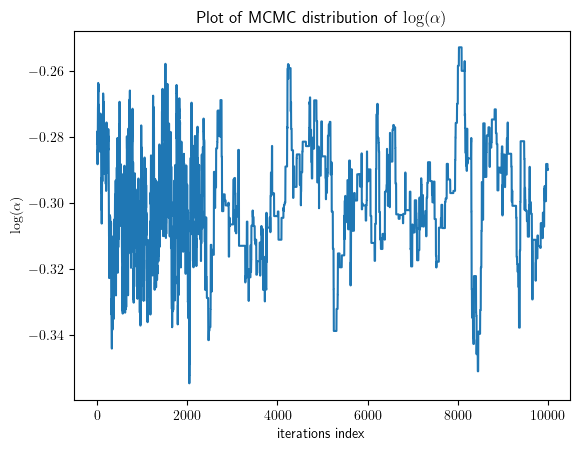 Plot of MCMC distribution of log(α)
−0.26
−0.28
−0.30
−0.32
−0.34
log(α)
0 2000 4000 6000 8000 10000
iterations index